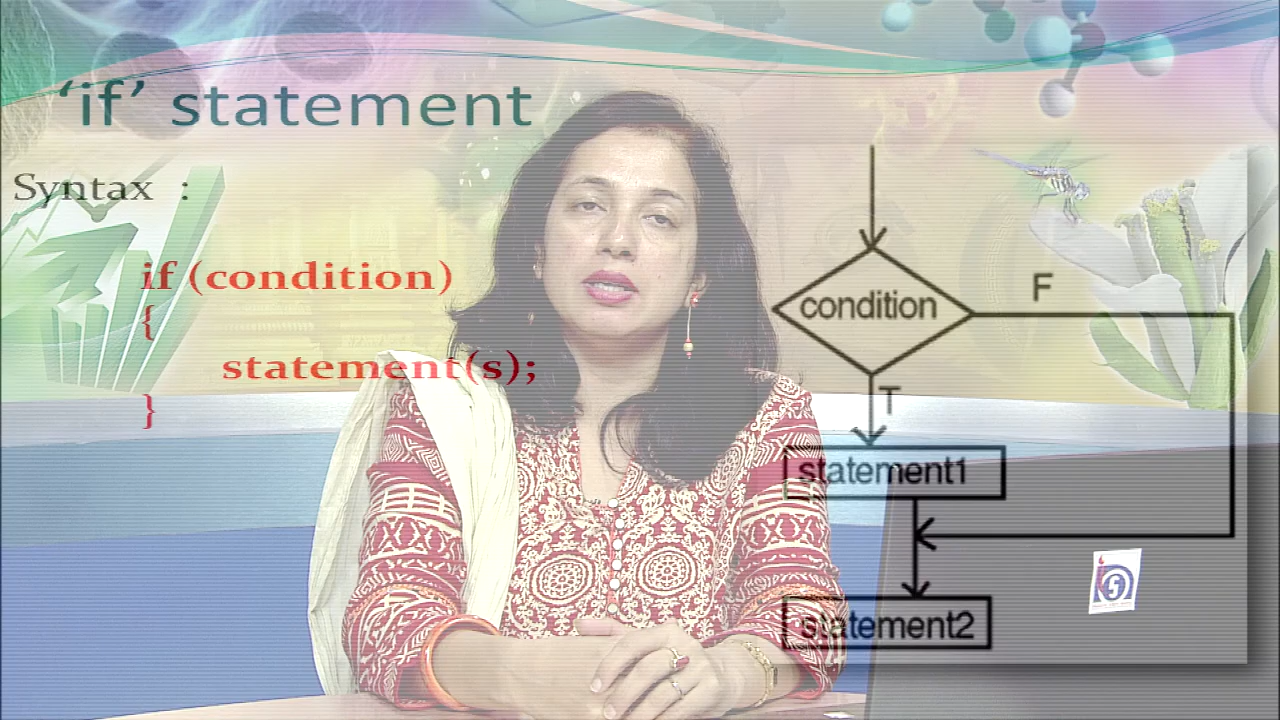 ‘if’ statement
Syntax :
if (condition)
{
statement(s);
}
condition
F
T
statement1
statement2